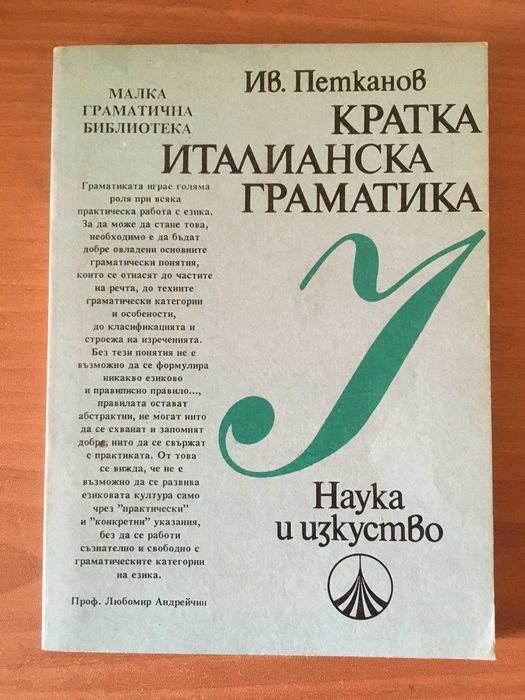 Ив. Петканов
КРАТКА
ИТАЛИАНСКА
ГРАМАТИКА
МАЛКА
ГРАМАТИЧНА
БИБЛИОТЕКА
Граматиката играе голяма
роля при всяка
практическа работа с езика.
За да може да стане това,
необходимо е да бъдат
добре овладени основните
граматически понятия,
които се отнасят до частите
на речта, до техните
граматически категории
и особености,
до класификацията и
строежа на изреченията.
Без тези понятия не е
възможно да се формулира
никакво езиково
и правописно правило...,
правилата остават
абстрактни, не могат нито
да се схванат и запомнят
добре, нито да се свържат
с практиката. От това
се вижда, че не е
възможно да се развива
езиковата култура само
чрез "практически"
и "конкретни" указания,
без да се работи
съзнателно и свободно с
граматическите категории
на езика.
Проф. Любомир Андрейчин
Наука
и изкуство